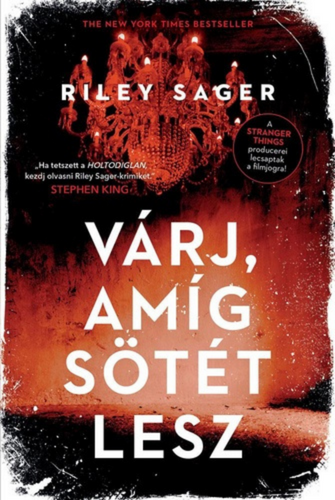 THE NEW YORK TIMES BESTSELLER
RILEY SAGER
A
STRANGER
THINGS
producerei
lecsaptak
a filmjogra!
„Ha tetszett a HOLTODIGLAN,
kezdj olvasni Riley Sager-krimiket."
STEPHEN KING
VÁRJ,
AMÍG
SÖTÉT
LESZ